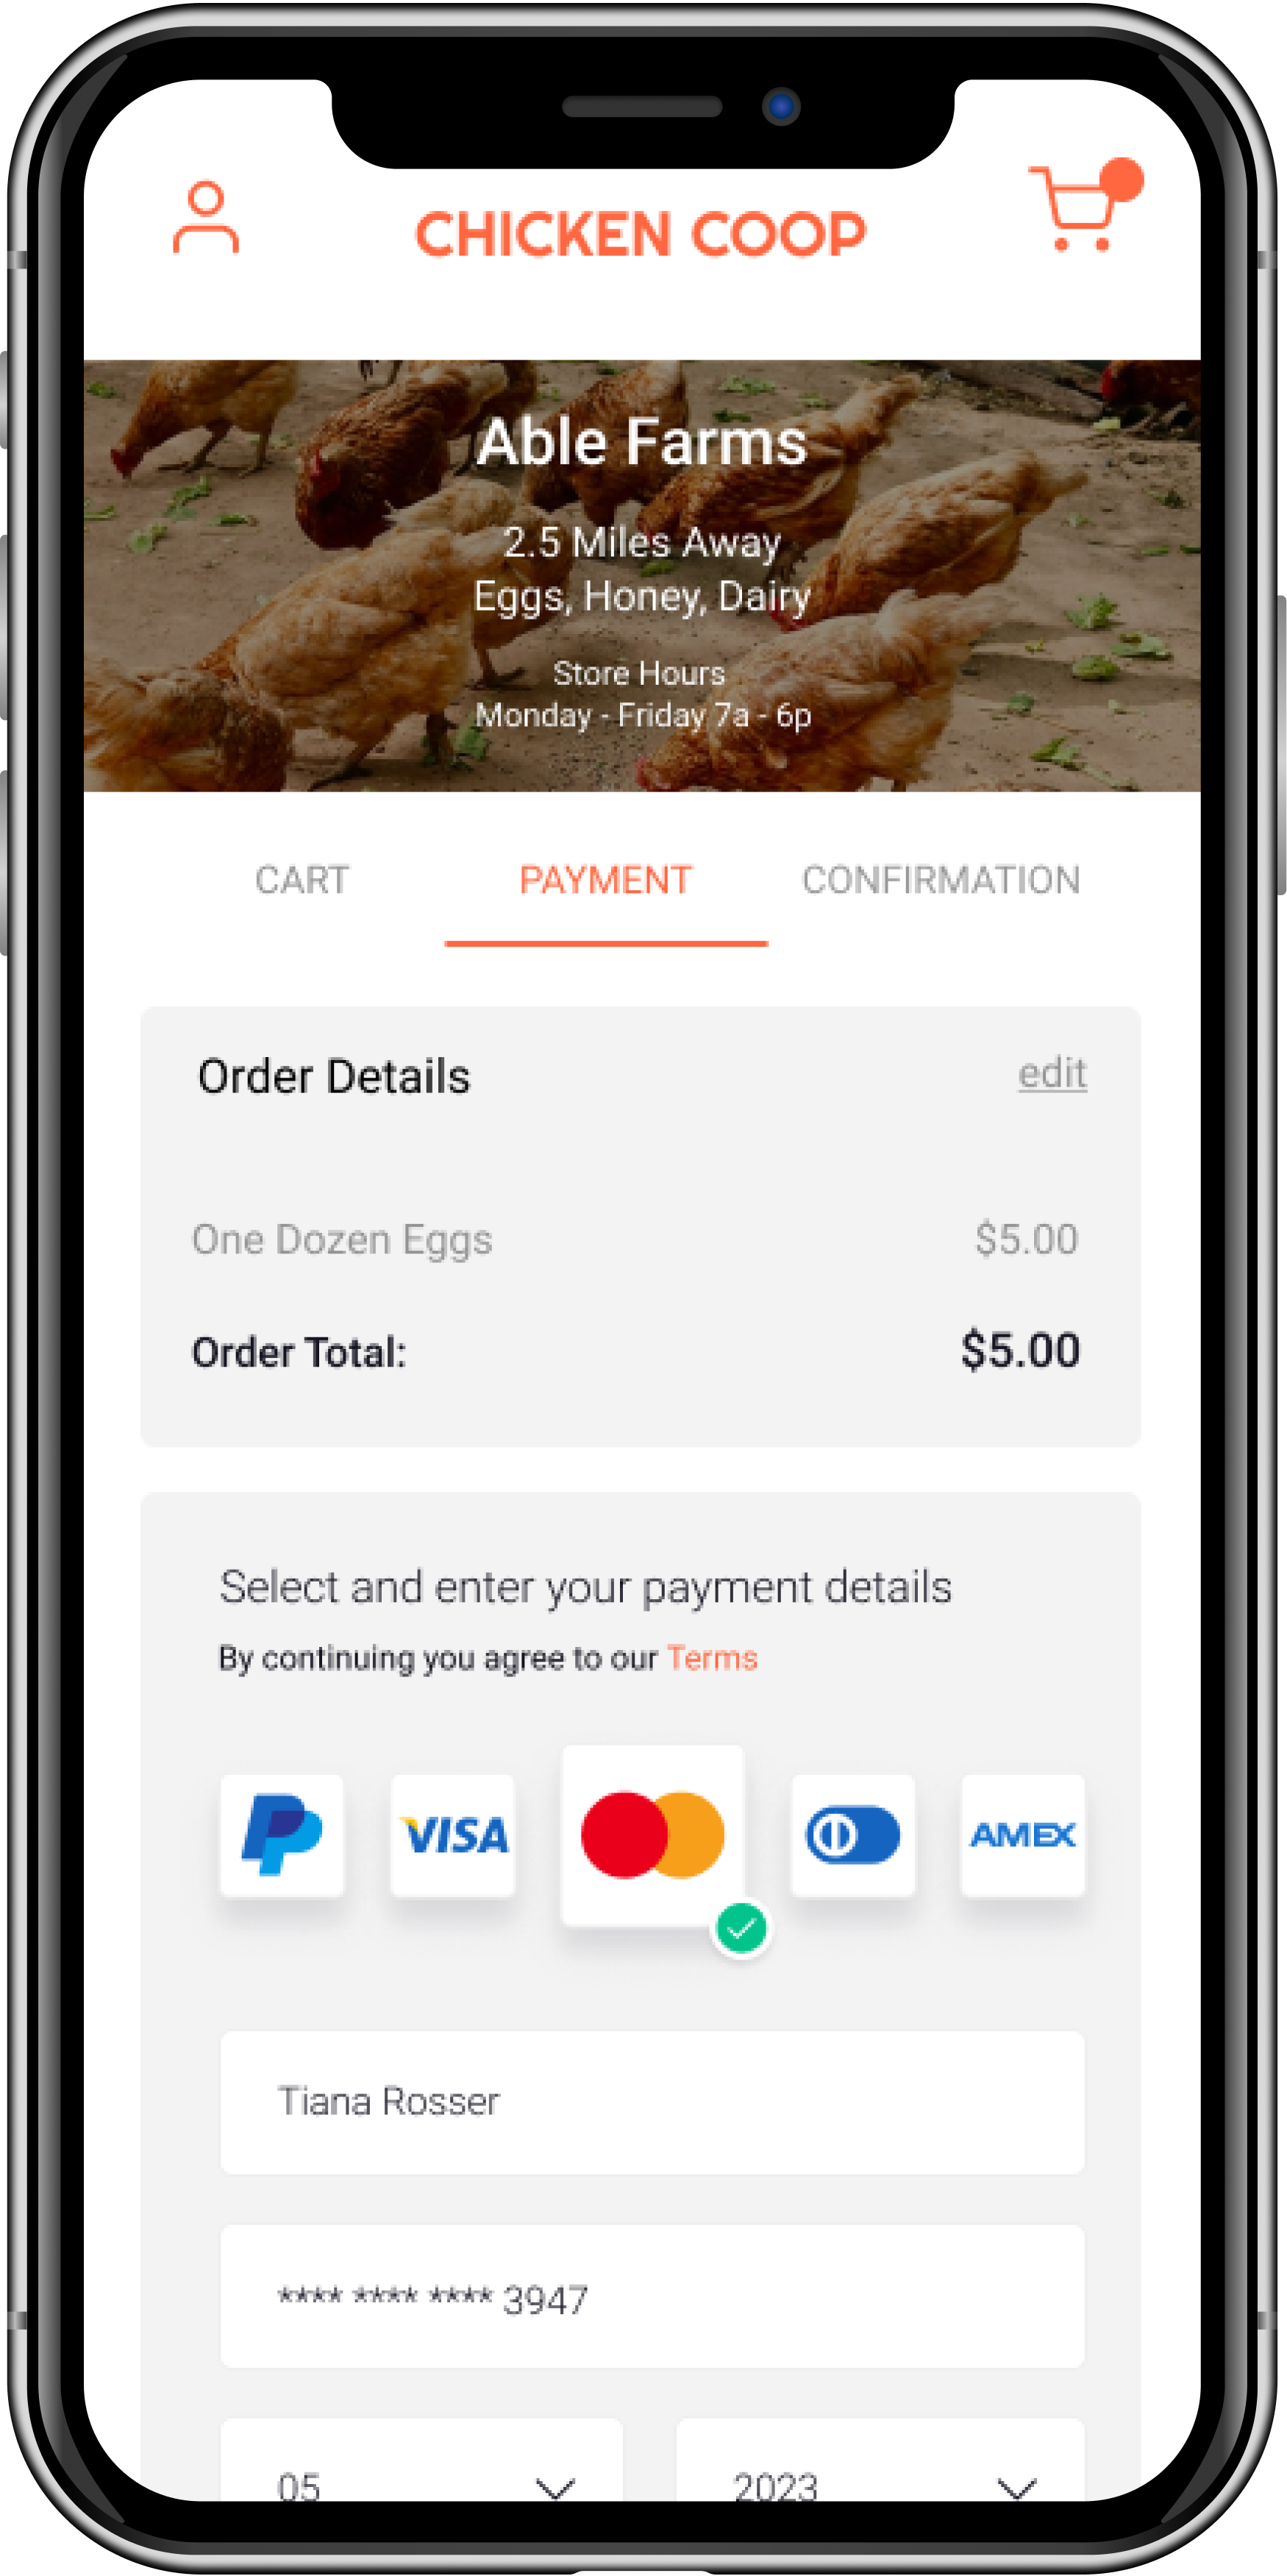 CHICKEN COOP
Able Farms
2.5 Miles Away
Eggs, Honey, Dairy
Store Hours
Monday - Friday 7a - 6p
CART PAYMENT CONFIRMATION
Order Details edit
One Dozen Eggs $5.00
Order Total: $5.00
Select and enter your payment details
By continuing you agree to our Terms
VISA AMEX
Tiana Rosser
**** **** **** 3947
05 2023